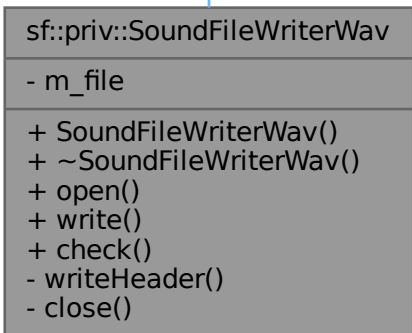 sf::priv::SoundFileWriterWav
- m_file
+ SoundFileWriterWav()
+ ~SoundFileWriterWav()
+ open()
+ write()
+ check()
- writeHeader()
- close()